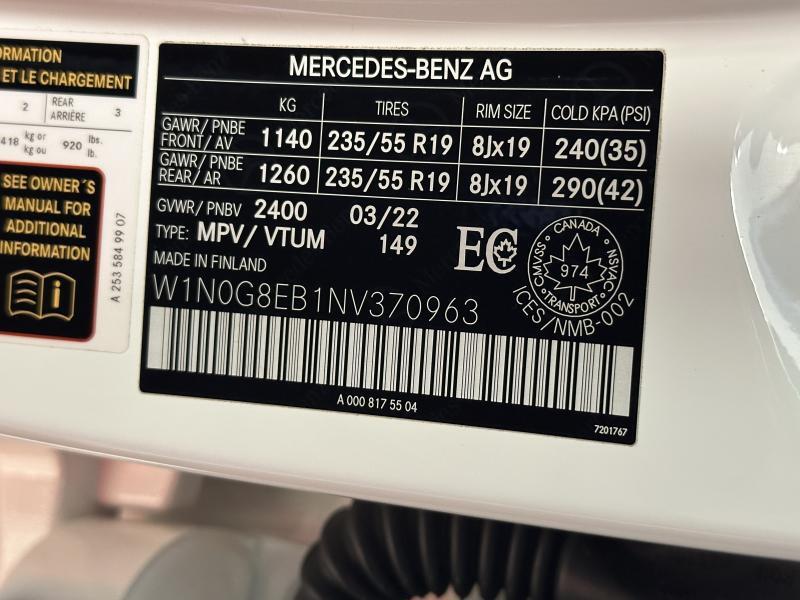 ORMATION
ET LE CHARGEMENT
2 REAR ARRIÈRE 3
418 kg or kg ou 920 lbs. lb.
SEE OWNER´S
MANUAL FOR
ADDITIONAL
INFORMATION
i
A 253 584 99 07
MERCEDES-BENZ AG
KG TIRES RIM SIZE COLD KPA (PSI)
GAWR/ PNBE FRONT/ AV 1140 235/55 R19 8Jx19 240(35)
GAWR/ PNBE REAR/ AR 1260 235/55 R19 8Jx19 290(42)
GVWR/ PNBV 2400 03/22
TYPE: MPV/ VTUM 149
EC
CANADA
CMVSS NSVAC
974
TRANSPORT
ICES/NMB-002
MADE IN FINLAND
W1N0G8EB1NV370963
A 000 817 55 04
7201767